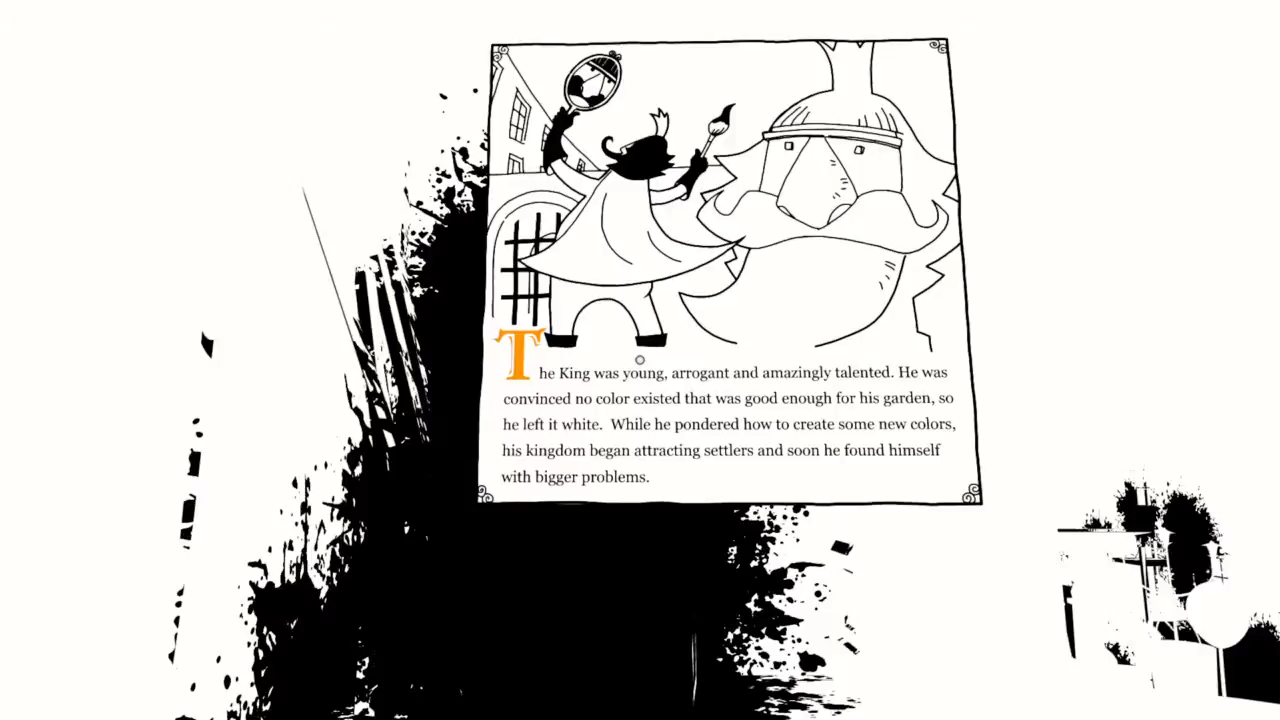 The King was young, arrogant and amazingly talented. He was
convinced no color existed that was good enough for his garden, so
he left it white. While he pondered how to create some new colors,
his kingdom began attracting settlers and soon he found himself
with bigger problems.